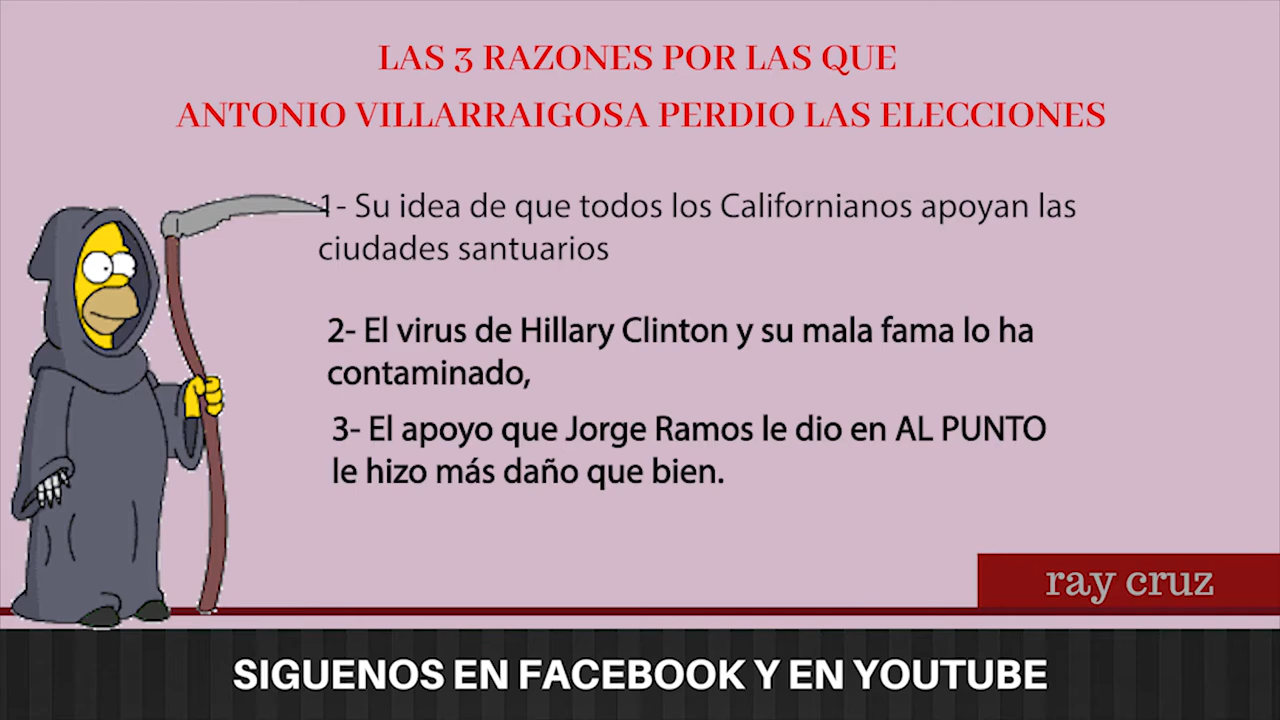 LAS 3 RAZONES POR LAS QUE
ANTONIO VILLARRAIGOSA PERDIO LAS ELECCIONES
1- Su idea de que todos los Californianos apoyan las
ciudades santuarios
2- El virus de Hillary Clinton y su mala fama lo ha
contaminado,
3- El apoyo que Jorge Ramos le dio en AL PUNTO
le hizo más daño que bien.
ray cruz
SIGUENOS EN FACEBOOK Y EN YOUTUBE